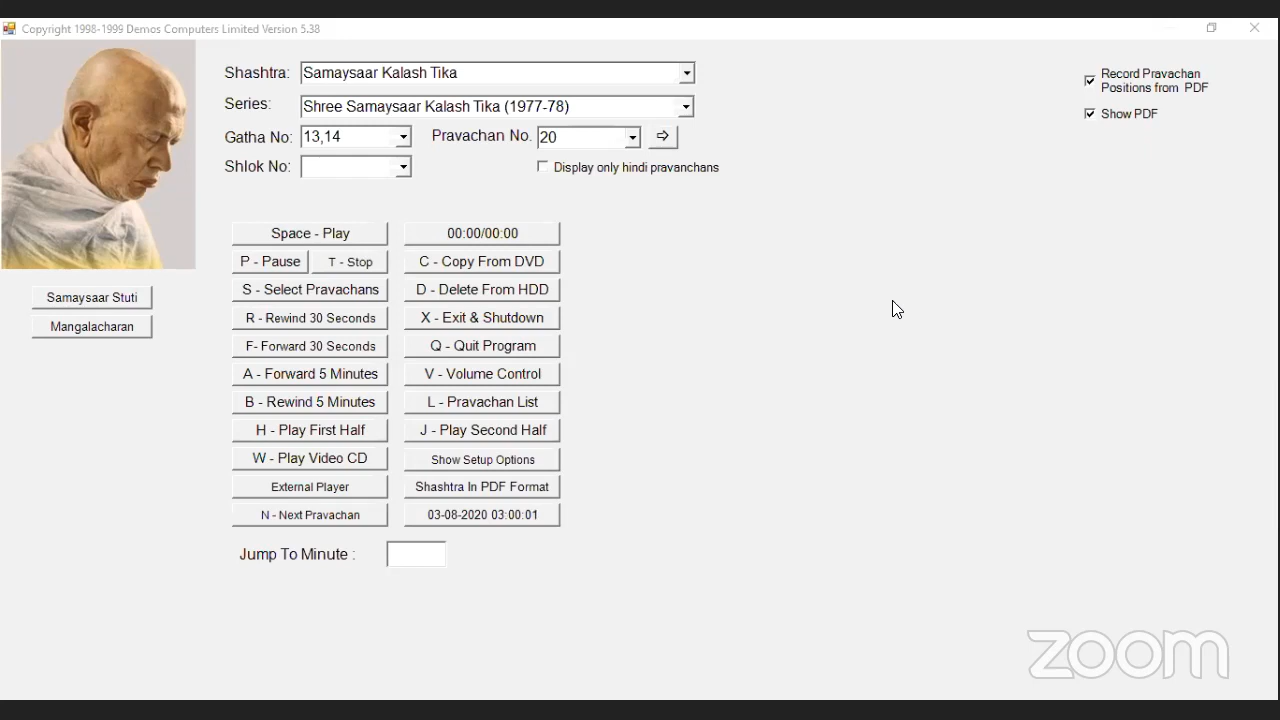 Copyright 1998-1999 Demos Computers Limited Version 5.38
Shashtra: Samaysaar Kalash Tika
Series: Shree Samaysaar Kalash Tika (1977-78)
Gatha No: 13,14 Pravachan No. 20
Shlok No: Display only hindi pravanchans
Record Pravachan
Positions from PDF
Show PDF
Samaysaar Stuti
Mangalacharan
Space - Play 00:00/00:00
P - Pause T - Stop C - Copy From DVD
S - Select Pravachans D - Delete From HDD
R - Rewind 30 Seconds X - Exit & Shutdown
F- Forward 30 Seconds Q - Quit Program
A - Forward 5 Minutes V - Volume Control
B - Rewind 5 Minutes L - Pravachan List
H - Play First Half J - Play Second Half
W - Play Video CD Show Setup Options
External Player Shashtra In PDF Format
N - Next Pravachan 03-08-2020 03:00:01
Jump To Minute :
zoom